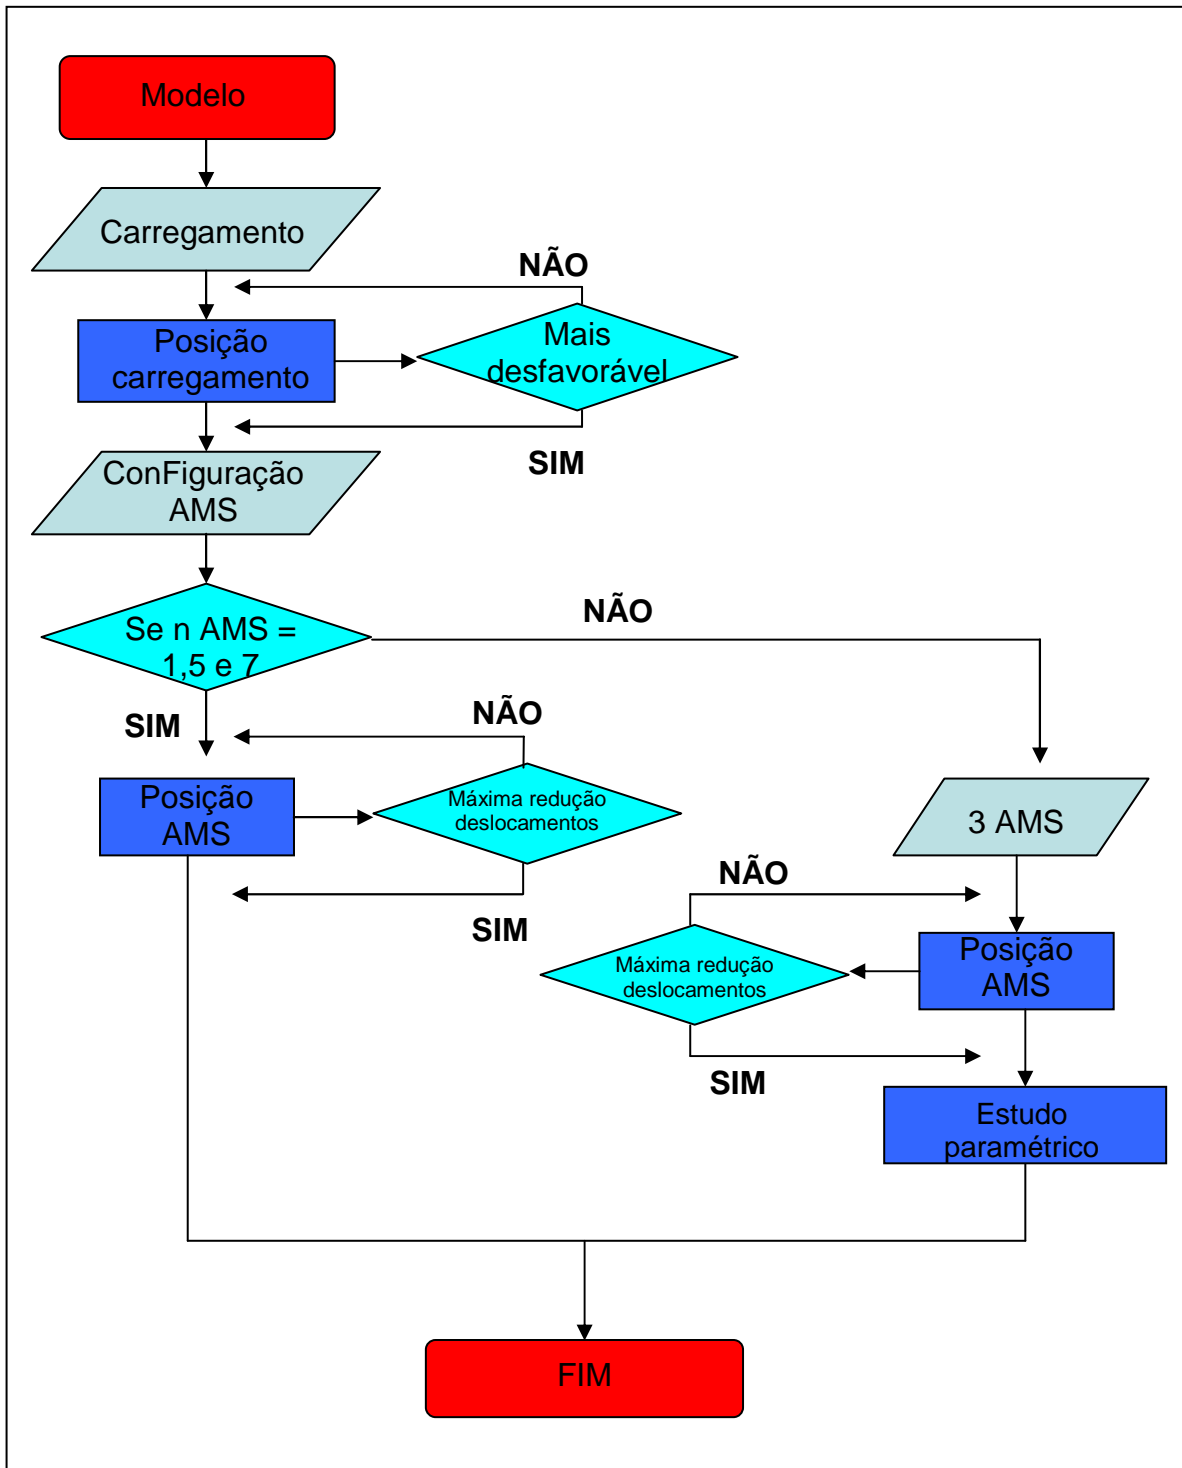 Modelo
Carregamento
NÃO
Posição
carregamento
Mais
desfavorável
SIM
ConFiguração
AMS
Se n AMS =
1,5 e 7
NÃO
SIM
NÃO
Posição
AMS
Máxima redução
deslocamentos
SIM
3 AMS
NÃO
Posição
AMS
Máxima redução
deslocamentos
SIM
Estudo
paramétrico
FIM